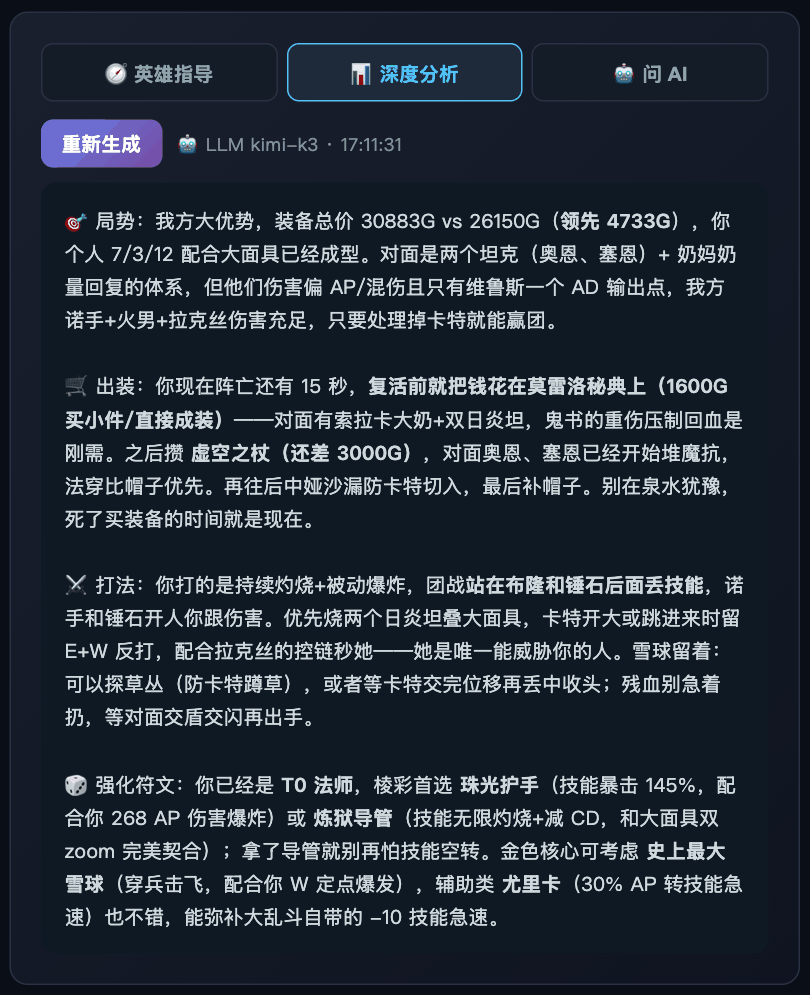 🧭 英雄指导
📊 深度分析
🤖 问 AI
重新生成
🤖 LLM kimi-k3 · 17:11:31
🎯 局势：我方大优势，装备总价 30883G vs 26150G（领先 4733G），你
个人 7/3/12 配合大面具已经成型。对面是两个坦克（奥恩、塞恩）+ 奶妈奶
量回复的体系，但他们伤害偏 AP/混伤且只有维鲁斯一个 AD 输出点，我方
诺手+火男+拉克丝伤害充足，只要处理掉卡特就能赢团。
🛒 出装：你现在阵亡还有 15 秒，复活前就把钱花在莫雷洛秘典上（1600G
买小件/直接成装）——对面有索拉卡大奶+双日炎坦，鬼书的重伤压制回血是
刚需。之后攒 虚空之杖（还差 3000G），对面奥恩、塞恩已经开始堆魔抗，
法穿比帽子优先。再往后中娅沙漏防卡特切入，最后补帽子。别在泉水犹豫，
死了买装备的时间就是现在。
⚔️ 打法：你打的是持续灼烧+被动爆炸，团战站在布隆和锤石后面丢技能，诺
手和锤石开人你跟伤害。优先烧两个日炎坦叠大面具，卡特开大或跳进来时留
E+W 反打，配合拉克丝的控链秒她——她是唯一能威胁你的人。雪球留着：
可以探草丛（防卡特蹲草），或者等卡特交完位移再丢中收头；残血别急着
扔，等对面交盾交闪再出手。
🎲 强化符文：你已经是 T0 法师，棱彩首选 珠光护手（技能暴击 145%，配
合你 268 AP 伤害爆炸）或 炼狱导管（技能无限灼烧+减 CD，和大面具双
zoom 完美契合）；拿了导管就别再怕技能空转。金色核心可考虑 史上最大
雪球（穿兵击飞，配合你 W 定点爆发），辅助类 尤里卡（30% AP 转技能急
速）也不错，能弥补大乱斗自带的 -10 技能急速。